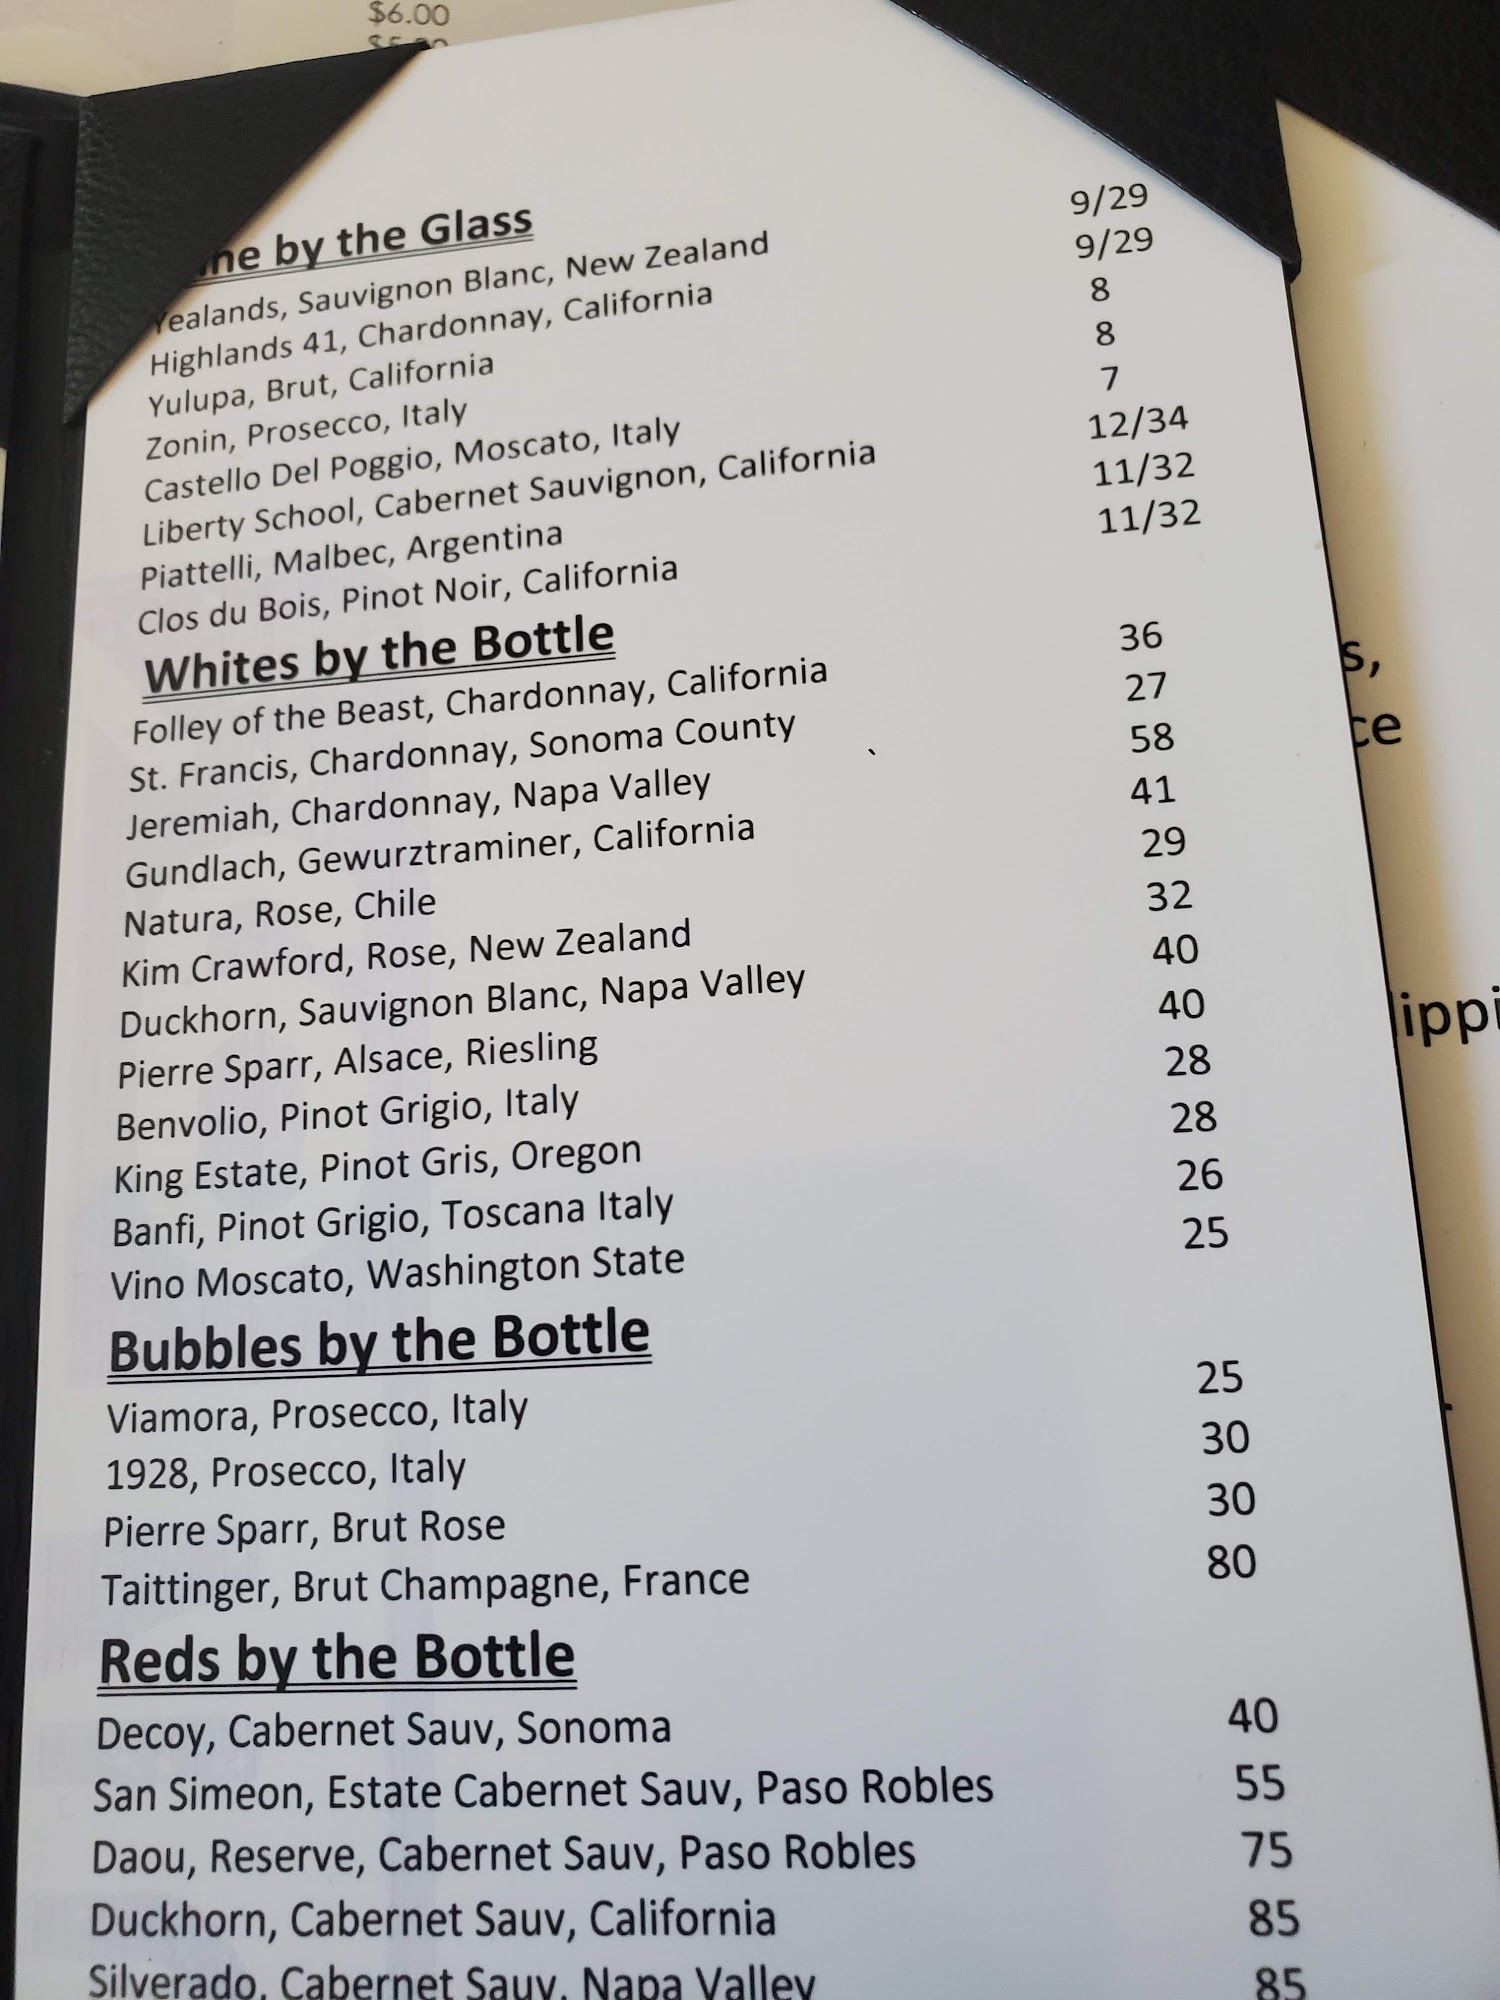 $6.00
Wine by the Glass
Yealands, Sauvignon Blanc, New Zealand 9/29
Highlands 41, Chardonnay, California 9/29
Yulupa, Brut, California 8
Zonin, Prosecco, Italy 8
Castello Del Poggio, Moscato, Italy 7
Liberty School, Cabernet Sauvignon, California 12/34
Piattelli, Malbec, Argentina 11/32
Clos du Bois, Pinot Noir, California 11/32
Whites by the Bottle
Folley of the Beast, Chardonnay, California 36
St. Francis, Chardonnay, Sonoma County 27
Jeremiah, Chardonnay, Napa Valley 58
Gundlach, Gewurztraminer, California 41
Natura, Rose, Chile 29
Kim Crawford, Rose, New Zealand 32
Duckhorn, Sauvignon Blanc, Napa Valley 40
Pierre Sparr, Alsace, Riesling 40
Benvolio, Pinot Grigio, Italy 28
King Estate, Pinot Gris, Oregon 28
Banfi, Pinot Grigio, Toscana Italy 26
Vino Moscato, Washington State 25
Bubbles by the Bottle
Viamora, Prosecco, Italy 25
1928, Prosecco, Italy 30
Pierre Sparr, Brut Rose 30
Taittinger, Brut Champagne, France 80
Reds by the Bottle
Decoy, Cabernet Sauv, Sonoma 40
San Simeon, Estate Cabernet Sauv, Paso Robles 55
Daou, Reserve, Cabernet Sauv, Paso Robles 75
Duckhorn, Cabernet Sauv, California 85
Silverado, Cabernet Sauv, Napa Valley 85